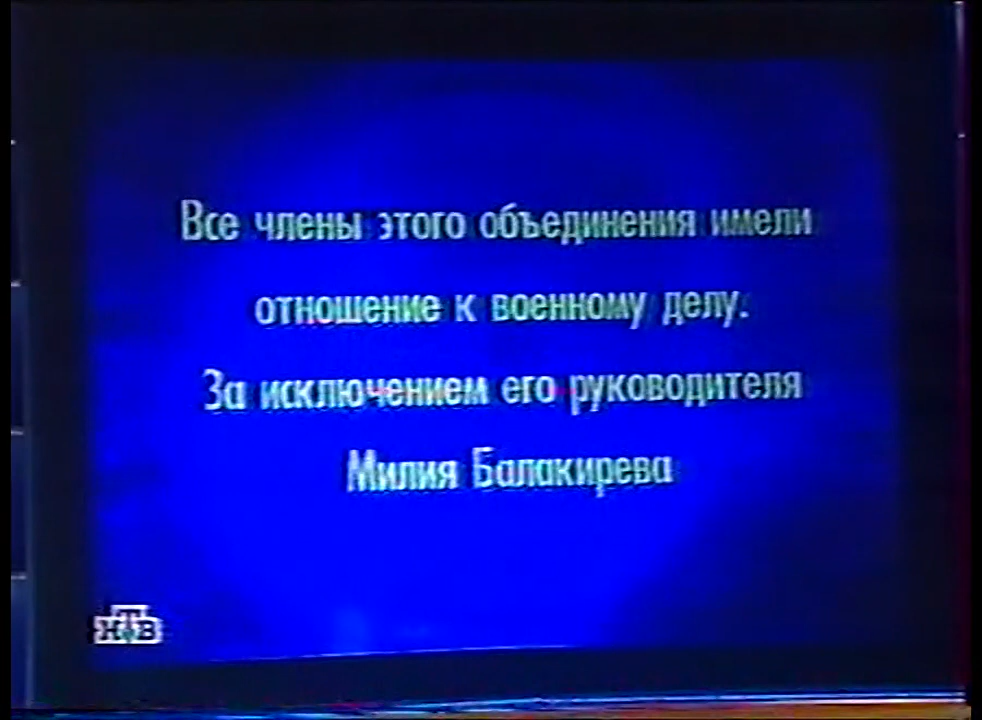 Все члены этого объединения имели
отношение к военному делу.
За исключением его руководителя
Милия Балакирева
НТВ